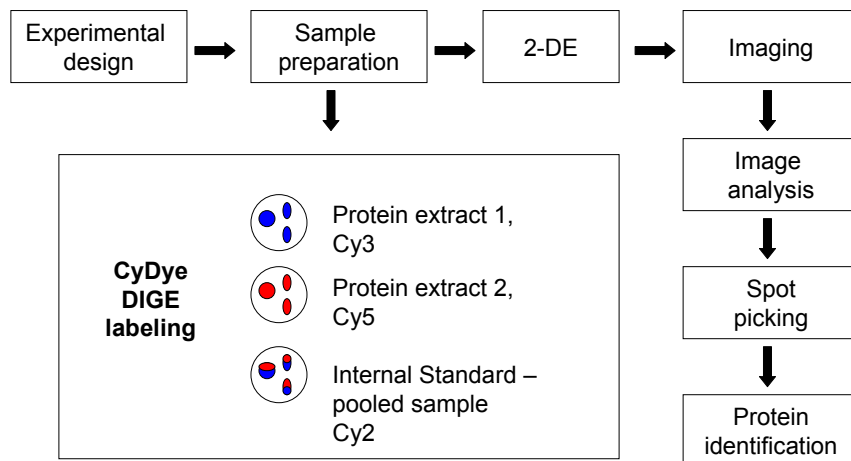 Experimental
design
Sample
preparation
2-DE
Imaging
Image
analysis
Spot
picking
Protein
identification
CyDye
DIGE
labeling
Protein extract 1,
Cy3
Protein extract 2,
Cy5
Internal Standard –
pooled sample
Cy2